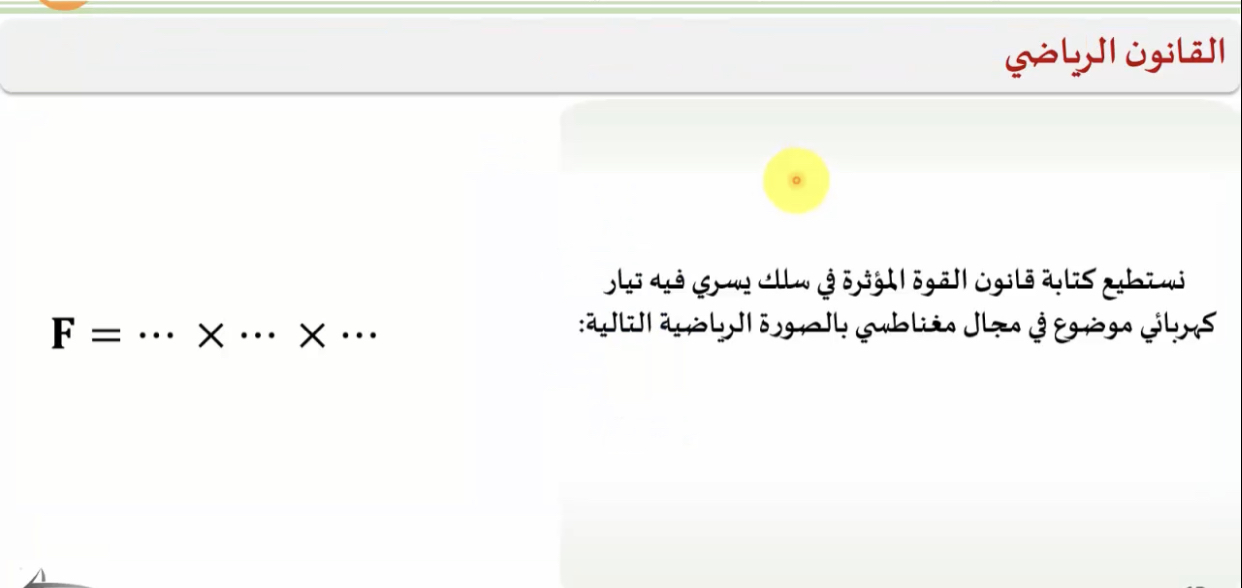 القانون الرياضي
نستطيع كتابة قانون القوة المؤثرة في سلك يسري فيه تيار
كهربائي موضوع في مجال مغناطسي بالصورة الرياضية التالية:
F = ... × ... × ...